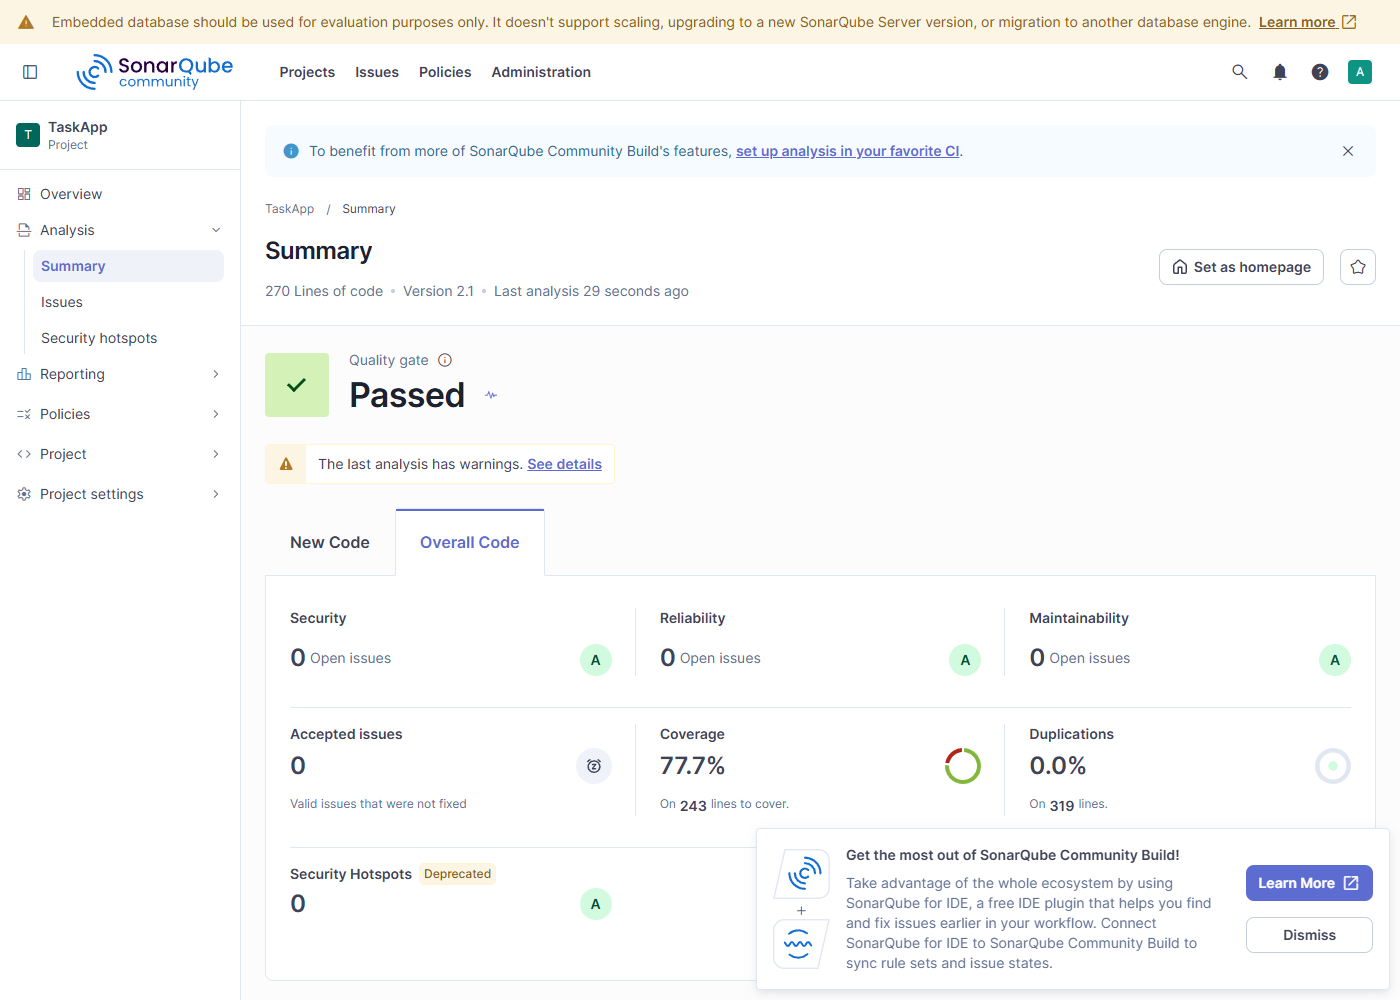 Embedded database should be used for evaluation purposes only. It doesn't support scaling, upgrading to a new SonarQube Server version, or migration to another database engine. Learn more
SonarQube community
Projects Issues Policies Administration
?
A
T
TaskApp
Project
Overview
Analysis
Summary
Issues
Security hotspots
Reporting
Policies
Project
Project settings
To benefit from more of SonarQube Community Build's features, set up analysis in your favorite CI.
TaskApp / Summary
Summary
Set as homepage
270 Lines of code • Version 2.1 • Last analysis 29 seconds ago
Quality gate
Passed
The last analysis has warnings. See details
New Code Overall Code
Security
0 Open issues
A
Reliability
0 Open issues
A
Maintainability
0 Open issues
A
Accepted issues
0
Valid issues that were not fixed
Coverage
77.7%
On 243 lines to cover.
Duplications
0.0%
On 319 lines.
Security Hotspots Deprecated
0
A
Get the most out of SonarQube Community Build!
Take advantage of the whole ecosystem by using
SonarQube for IDE, a free IDE plugin that helps you find
and fix issues earlier in your workflow. Connect
SonarQube for IDE to SonarQube Community Build to
sync rule sets and issue states.
+
Learn More
Dismiss